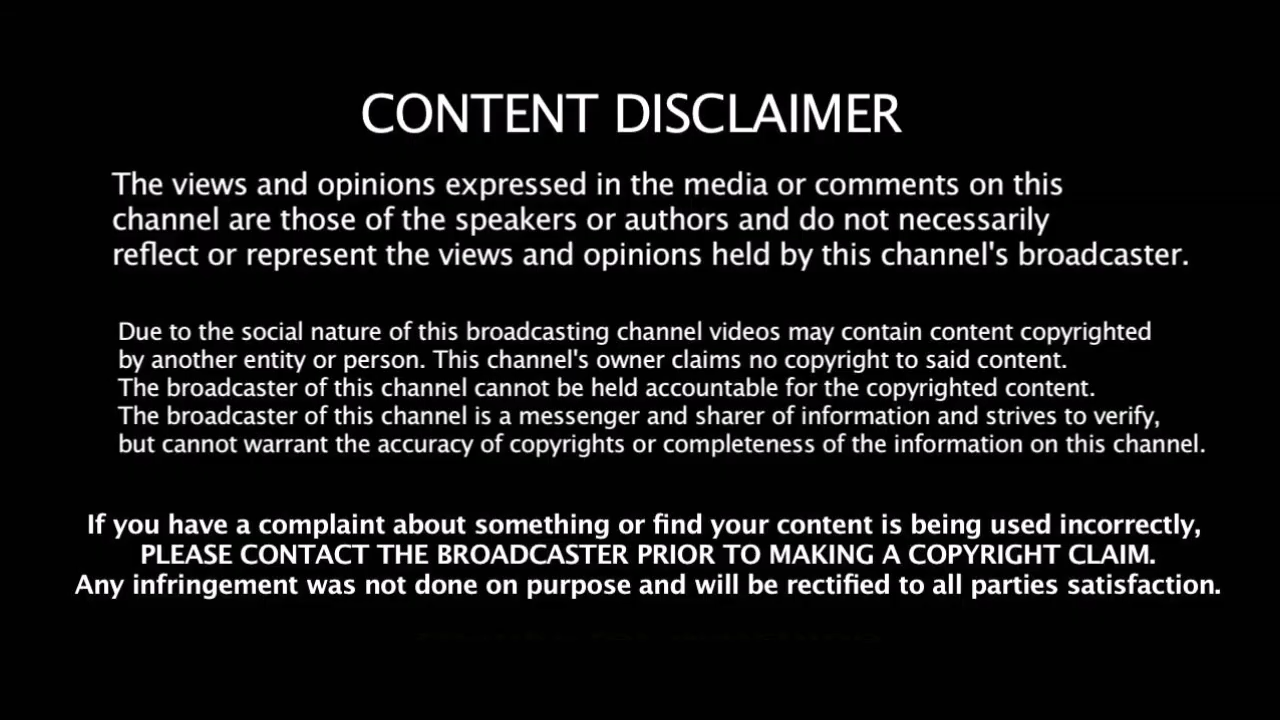 CONTENT DISCLAIMER
The views and opinions expressed in the media or comments on this
channel are those of the speakers or authors and do not necessarily
reflect or represent the views and opinions held by this channel's broadcaster.
Due to the social nature of this broadcasting channel videos may contain content copyrighted
by another entity or person. This channel's owner claims no copyright to said content.
The broadcaster of this channel cannot be held accountable for the copyrighted content.
The broadcaster of this channel is a messenger and sharer of information and strives to verify,
but cannot warrant the accuracy of copyrights or completeness of the information on this channel.
If you have a complaint about something or find your content is being used incorrectly,
PLEASE CONTACT THE BROADCASTER PRIOR TO MAKING A COPYRIGHT CLAIM.
Any infringement was not done on purpose and will be rectified to all parties satisfaction.